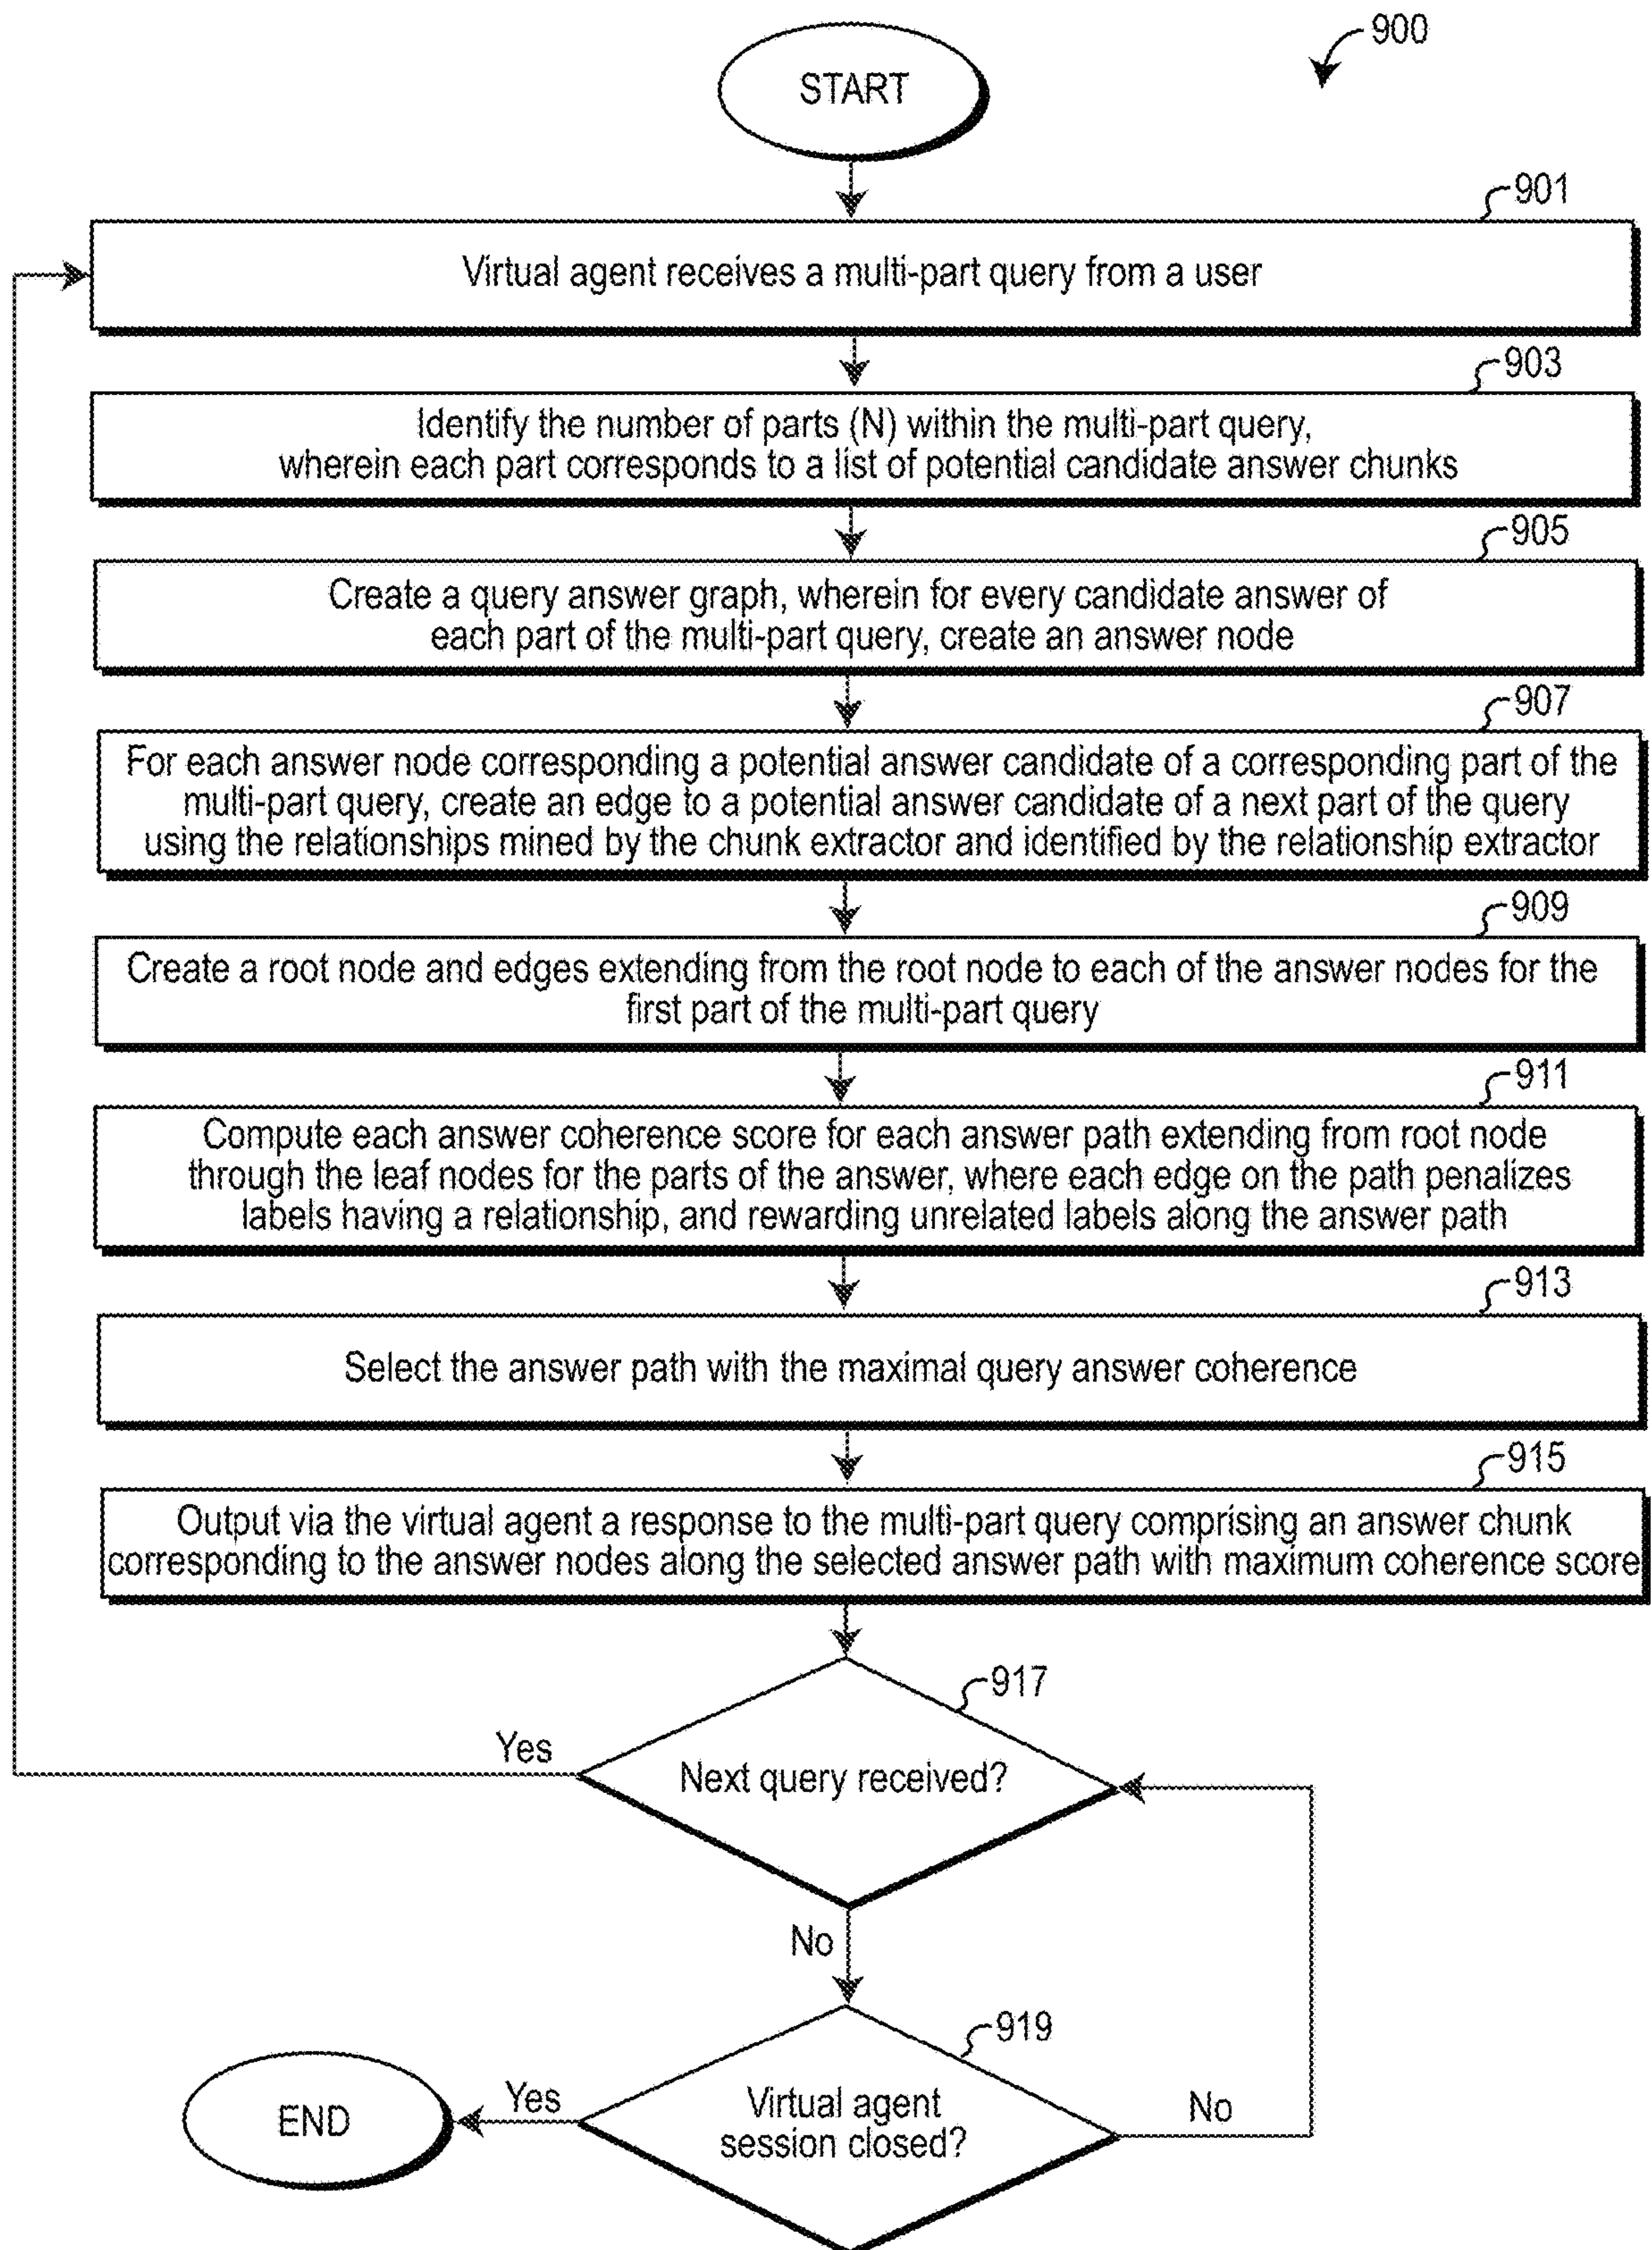 900
START
901
Virtual agent receives a multi-part query from a user
903
Identify the number of parts (N) within the multi-part query,
wherein each part corresponds to a list of potential candidate answer chunks
905
Create a query answer graph, wherein for every candidate answer of
each part of the multi-part query, create an answer node
907
For each answer node corresponding a potential answer candidate of a corresponding part of the
multi-part query, create an edge to a potential answer candidate of a next part of the query
using the relationships mined by the chunk extractor and identified by the relationship extractor
909
Create a root node and edges extending from the root node to each of the answer nodes for the
first part of the multi-part query
911
Compute each answer coherence score for each answer path extending from root node
through the leaf nodes for the parts of the answer, where each edge on the path penalizes
labels having a relationship, and rewarding unrelated labels along the answer path
913
Select the answer path with the maximal query answer coherence
915
Output via the virtual agent a response to the multi-part query comprising an answer chunk
corresponding to the answer nodes along the selected answer path with maximum coherence score
917
Yes
Next query received?
No
919
END
Yes
Virtual agent
session closed?
No